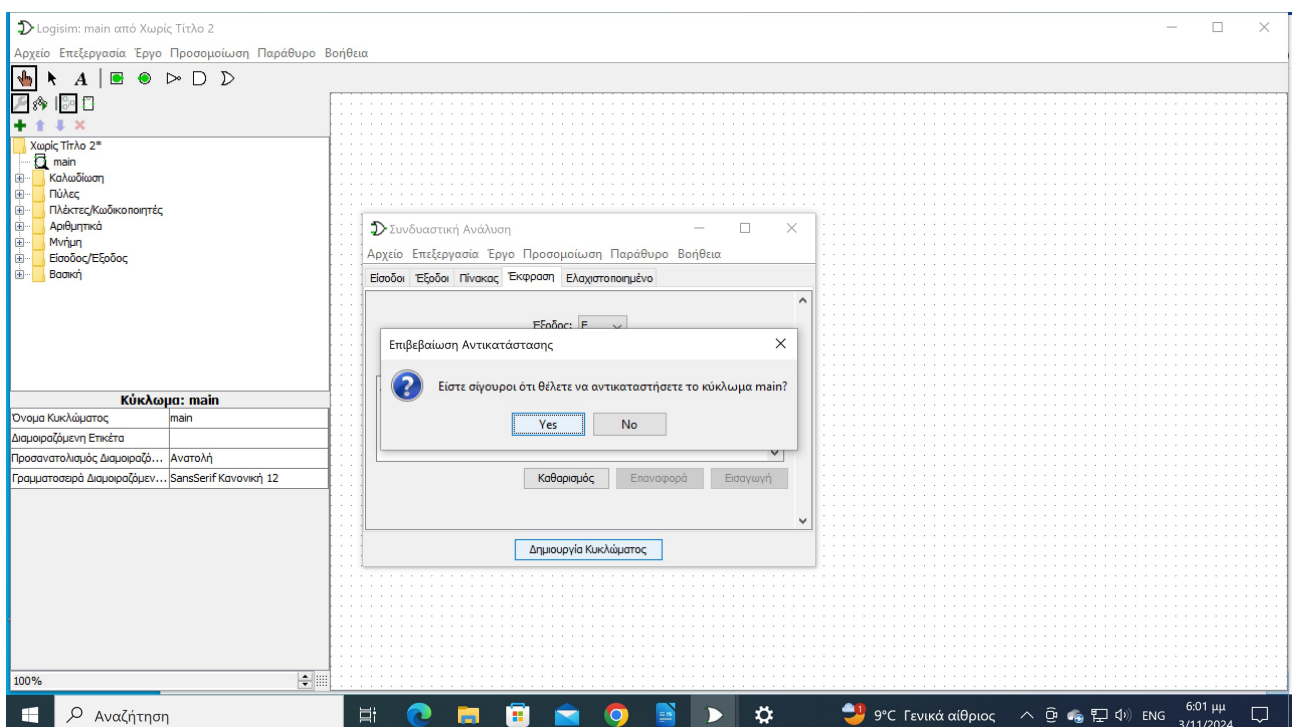 Logisim: main από Χωρίς Τίτλο 2
Αρχείο Επεξεργασία Έργο Προσομοίωση Παράθυρο Βοήθεια
A
Χωρίς Τίτλο 2*
main
Καλωδίωση
Πύλες
Πλέκτες/Κωδικοποιητές
Αριθμητικά
Μνήμη
Είσοδος/Έξοδος
Βασική
Κύκλωμα: main
Όνομα Κυκλώματος main
Διαμοιραζόμενη Ετικέτα
Προσανατολισμός Διαμοιραζό... Ανατολή
Γραμματοσειρά Διαμοιραζόμεν... SansSerif Κανονική 12
100%
Συνδυαστική Ανάλυση
Αρχείο Επεξεργασία Έργο Προσομοίωση Παράθυρο Βοήθεια
Είσοδοι Έξοδοι Πίνακας Έκφραση Ελαχιστοποιημένο
Έξοδος: F
Επιβεβαίωση Αντικατάστασης
Είστε σίγουροι ότι θέλετε να αντικαταστήσετε το κύκλωμα main?
Yes No
Καθαρισμός Επαναφορά Εισαγωγή
Δημιουργία Κυκλώματος
Αναζήτηση
9°C Γενικά αίθριος ENG 6:01 μμ
3/11/2024